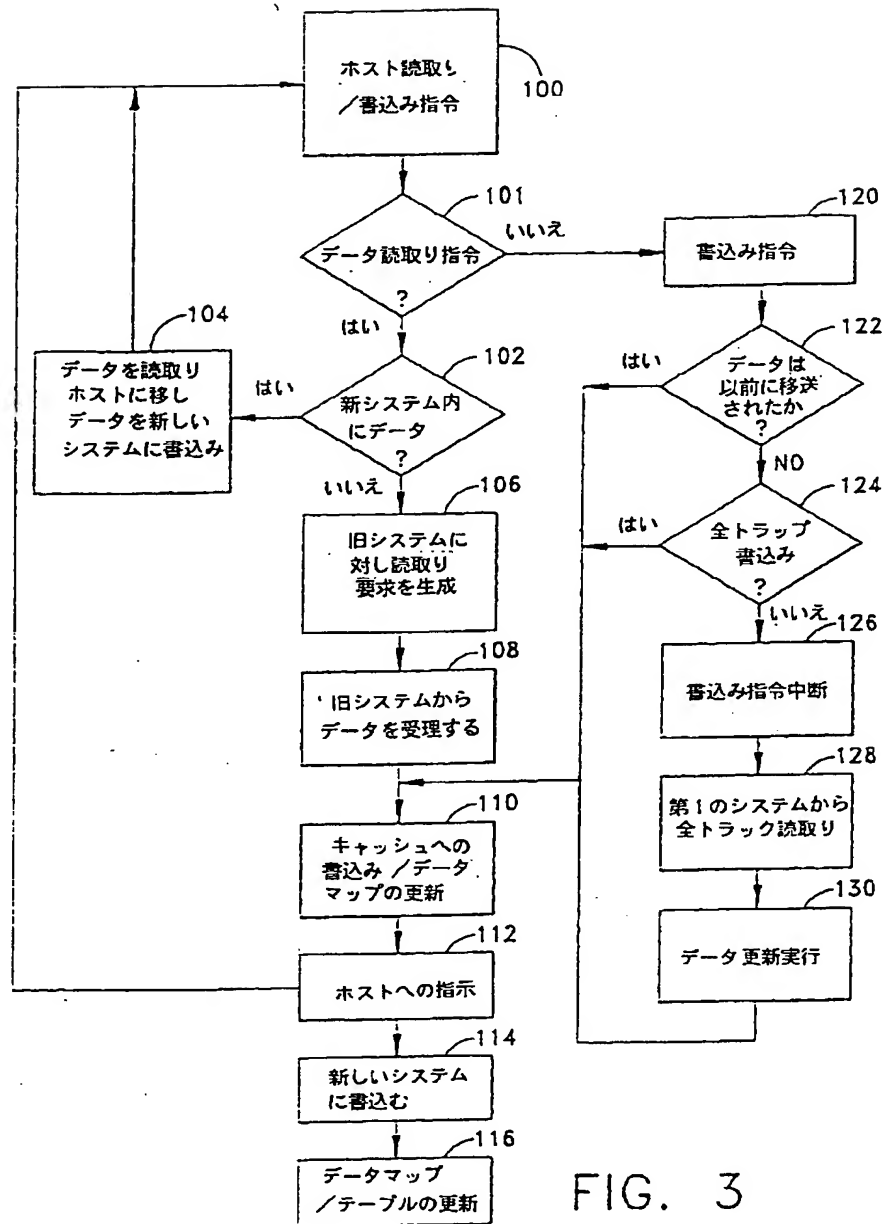 ホスト読取り
／書込み指令
100
101
データ読取り指令
?
いいえ
はい
102
新システム内
にデータ
?
はい
いいえ
104
データを読取り
ホストに移し
データを新しい
システムに書込み
106
旧システムに
対し読取り
要求を生成
108
旧システムから
データを受理する
110
キャッシュへの
書込み／データ
マップの更新
112
ホストへの指示
114
新しいシステム
に書込む
116
データマップ
／テーブルの更新
120
書込み指令
122
データは
以前に移送
されたか
?
はい
NO
124
全トラップ
書込み
?
はい
いいえ
126
書込み指令中断
128
第1のシステムから
全トラック読取り
130
データ更新実行
FIG. 3